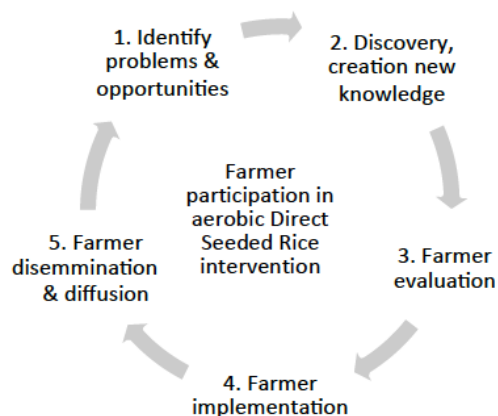 1. Identify
problems &
opportunities
2. Discovery,
creation new
knowledge
3. Farmer
evaluation
4. Farmer
implementation
5. Farmer
disemmination
& diffusion
Farmer
participation in
aerobic Direct
Seeded Rice
intervention